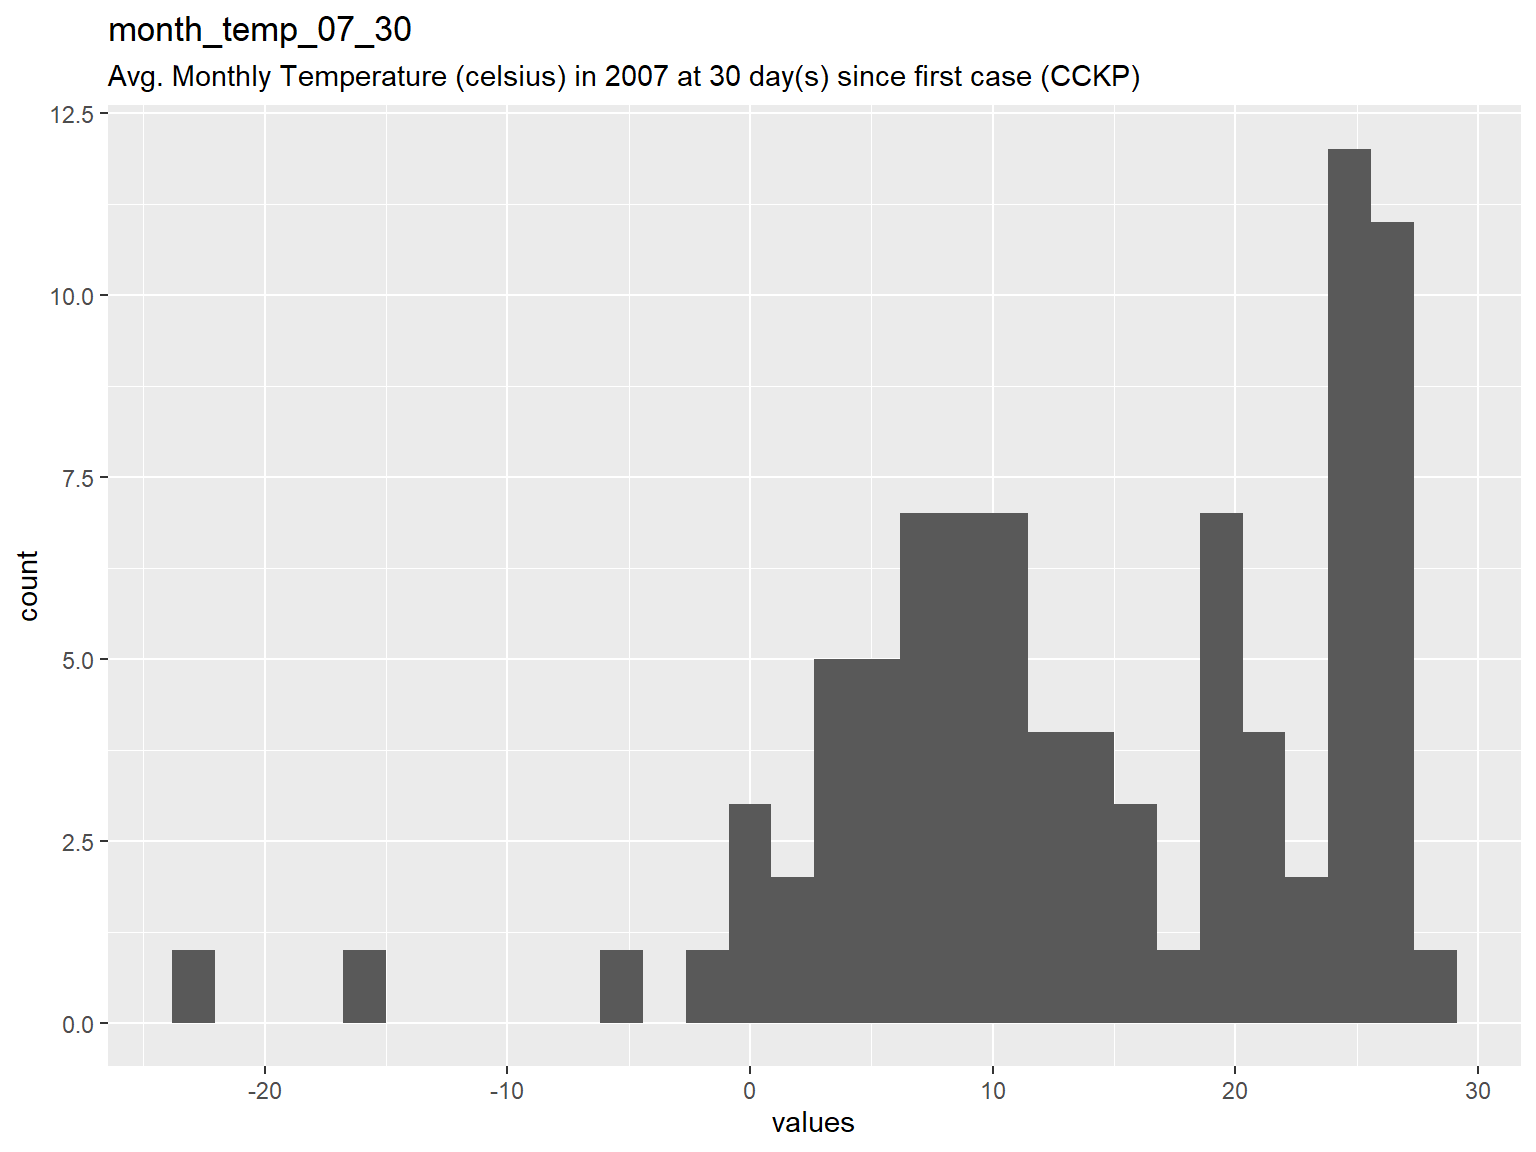 month_temp_07_30
Avg. Monthly Temperature (celsius) in 2007 at 30 day(s) since first case (CCKP)
12.5
10.0
7.5
5.0
2.5
0.0
count
-20 -10 0 10 20 30
values